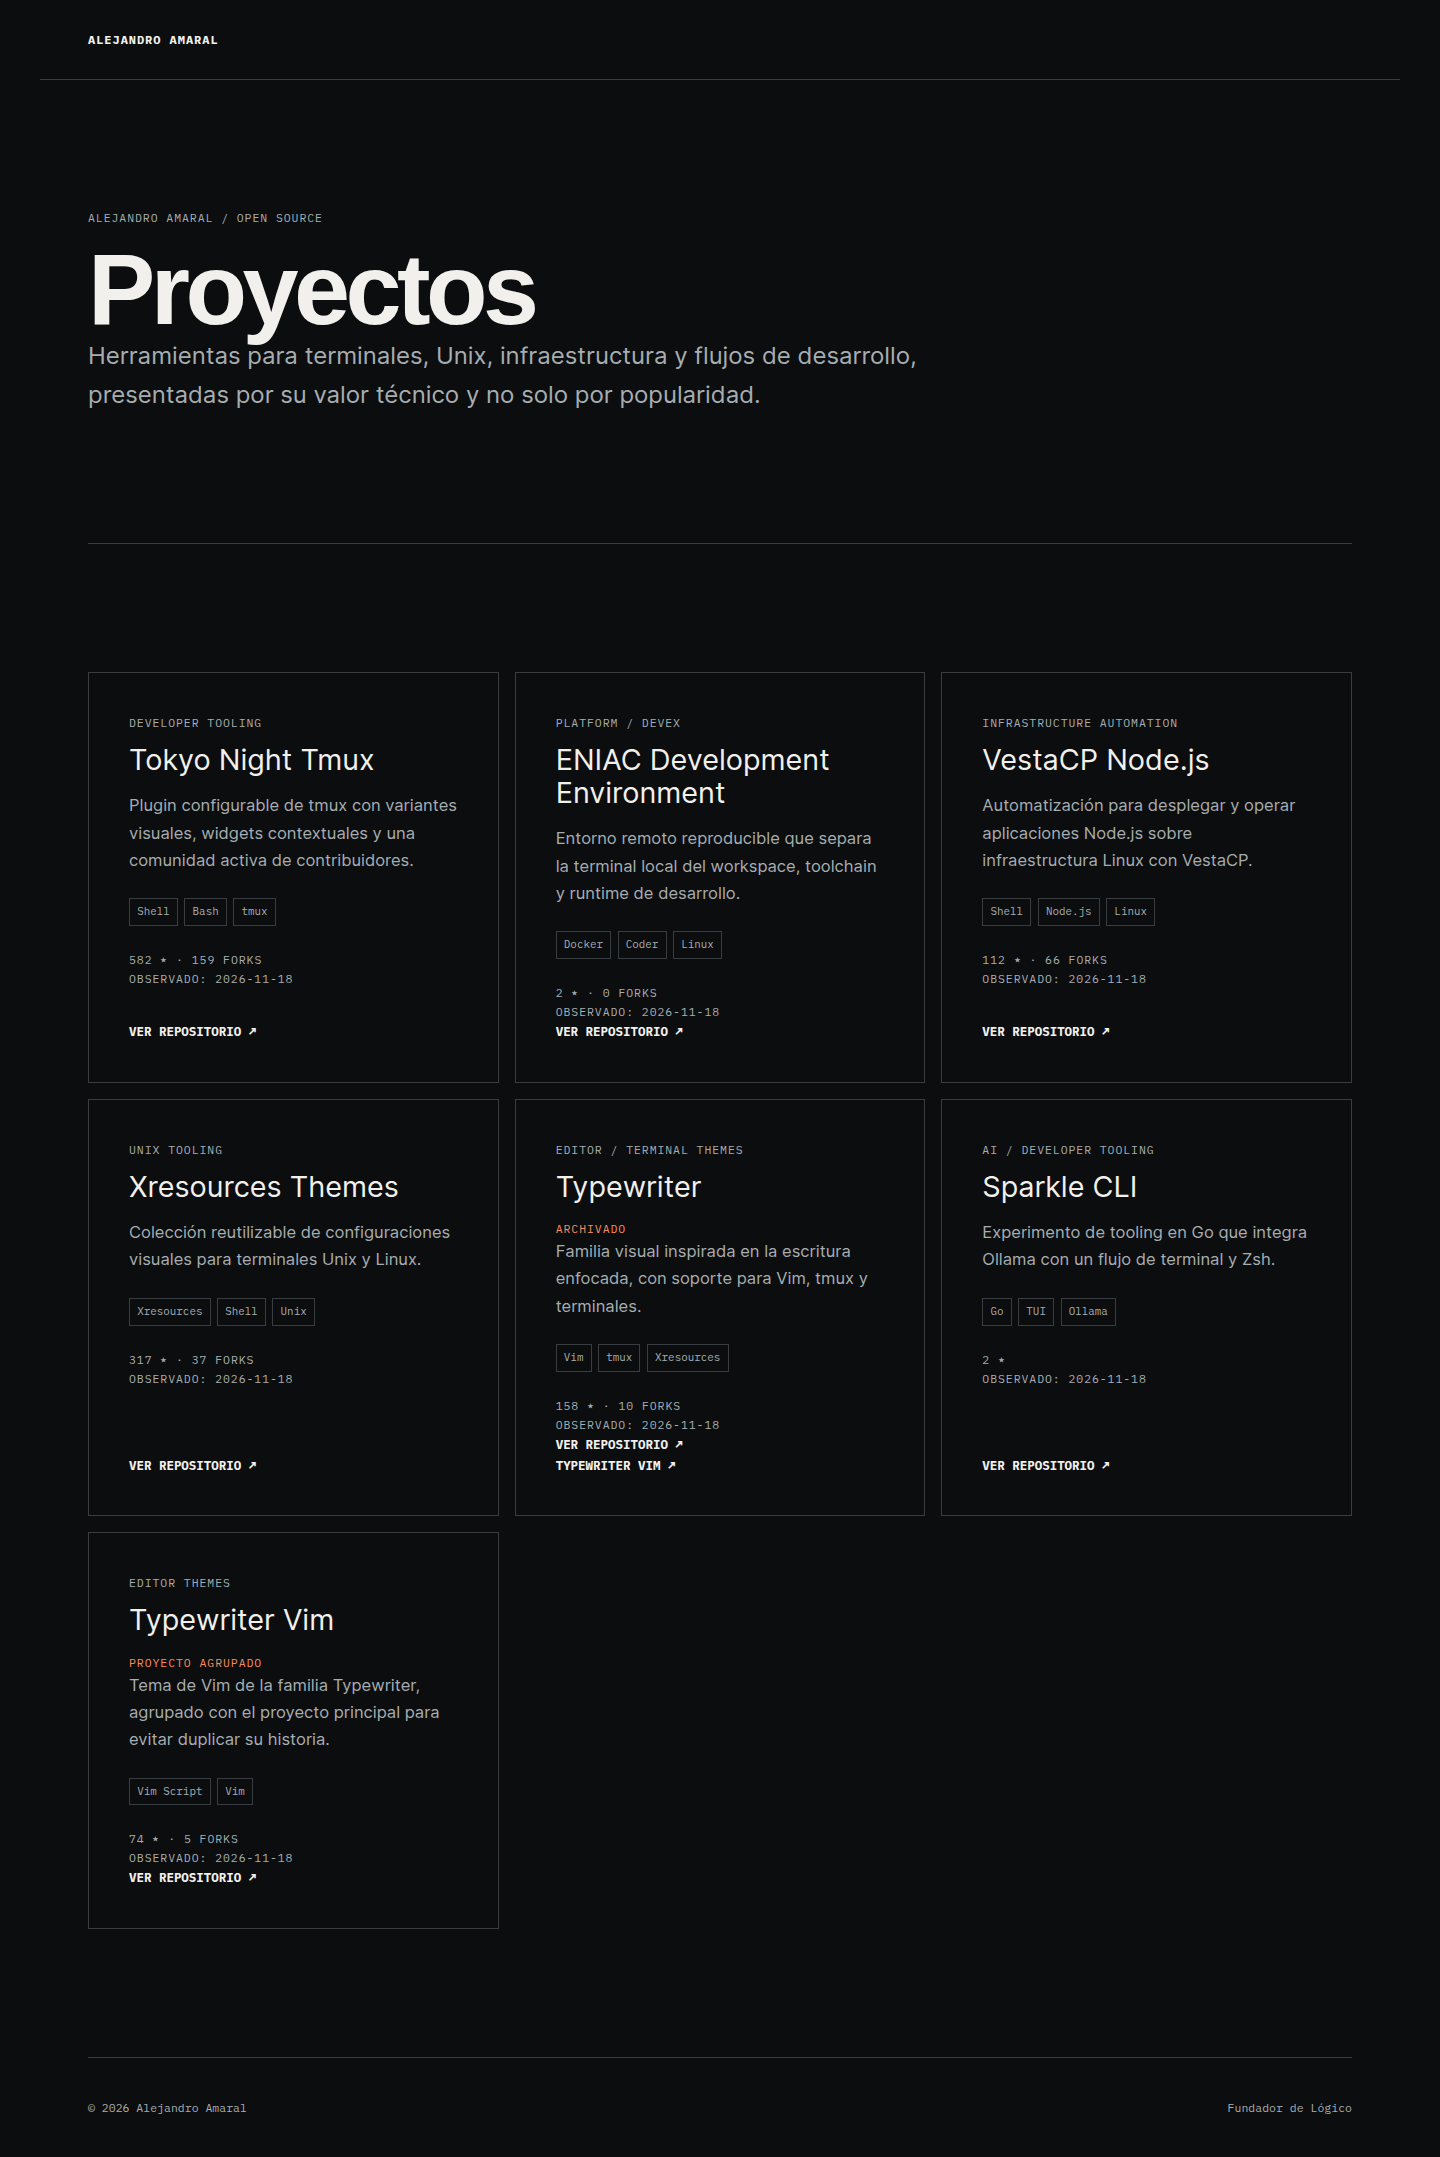 ALEJANDRO AMARAL
ALEJANDRO AMARAL / OPEN SOURCE
Proyectos
Herramientas para terminales, Unix, infraestructura y flujos de desarrollo,
presentadas por su valor técnico y no solo por popularidad.
DEVELOPER TOOLING
Tokyo Night Tmux
Plugin configurable de tmux con variantes
visuales, widgets contextuales y una
comunidad activa de contribuidores.
Shell Bash tmux
582 ★ · 159 FORKS
OBSERVADO: 2026-11-18
VER REPOSITORIO ↗
PLATFORM / DEVEX
ENIAC Development
Environment
Entorno remoto reproducible que separa
la terminal local del workspace, toolchain
y runtime de desarrollo.
Docker Coder Linux
2 ★ · 0 FORKS
OBSERVADO: 2026-11-18
VER REPOSITORIO ↗
INFRASTRUCTURE AUTOMATION
VestaCP Node.js
Automatización para desplegar y operar
aplicaciones Node.js sobre
infraestructura Linux con VestaCP.
Shell Node.js Linux
112 ★ · 66 FORKS
OBSERVADO: 2026-11-18
VER REPOSITORIO ↗
UNIX TOOLING
Xresources Themes
Colección reutilizable de configuraciones
visuales para terminales Unix y Linux.
Xresources Shell Unix
317 ★ · 37 FORKS
OBSERVADO: 2026-11-18
VER REPOSITORIO ↗
EDITOR / TERMINAL THEMES
Typewriter
ARCHIVADO
Familia visual inspirada en la escritura
enfocada, con soporte para Vim, tmux y
terminales.
Vim tmux Xresources
158 ★ · 10 FORKS
OBSERVADO: 2026-11-18
VER REPOSITORIO ↗
TYPEWRITER VIM ↗
AI / DEVELOPER TOOLING
Sparkle CLI
Experimento de tooling en Go que integra
Ollama con un flujo de terminal y Zsh.
Go TUI Ollama
2 ★
OBSERVADO: 2026-11-18
VER REPOSITORIO ↗
EDITOR THEMES
Typewriter Vim
PROYECTO AGRUPADO
Tema de Vim de la familia Typewriter,
agrupado con el proyecto principal para
evitar duplicar su historia.
Vim Script Vim
74 ★ · 5 FORKS
OBSERVADO: 2026-11-18
VER REPOSITORIO ↗
© 2026 Alejandro Amaral
Fundador de Lógico